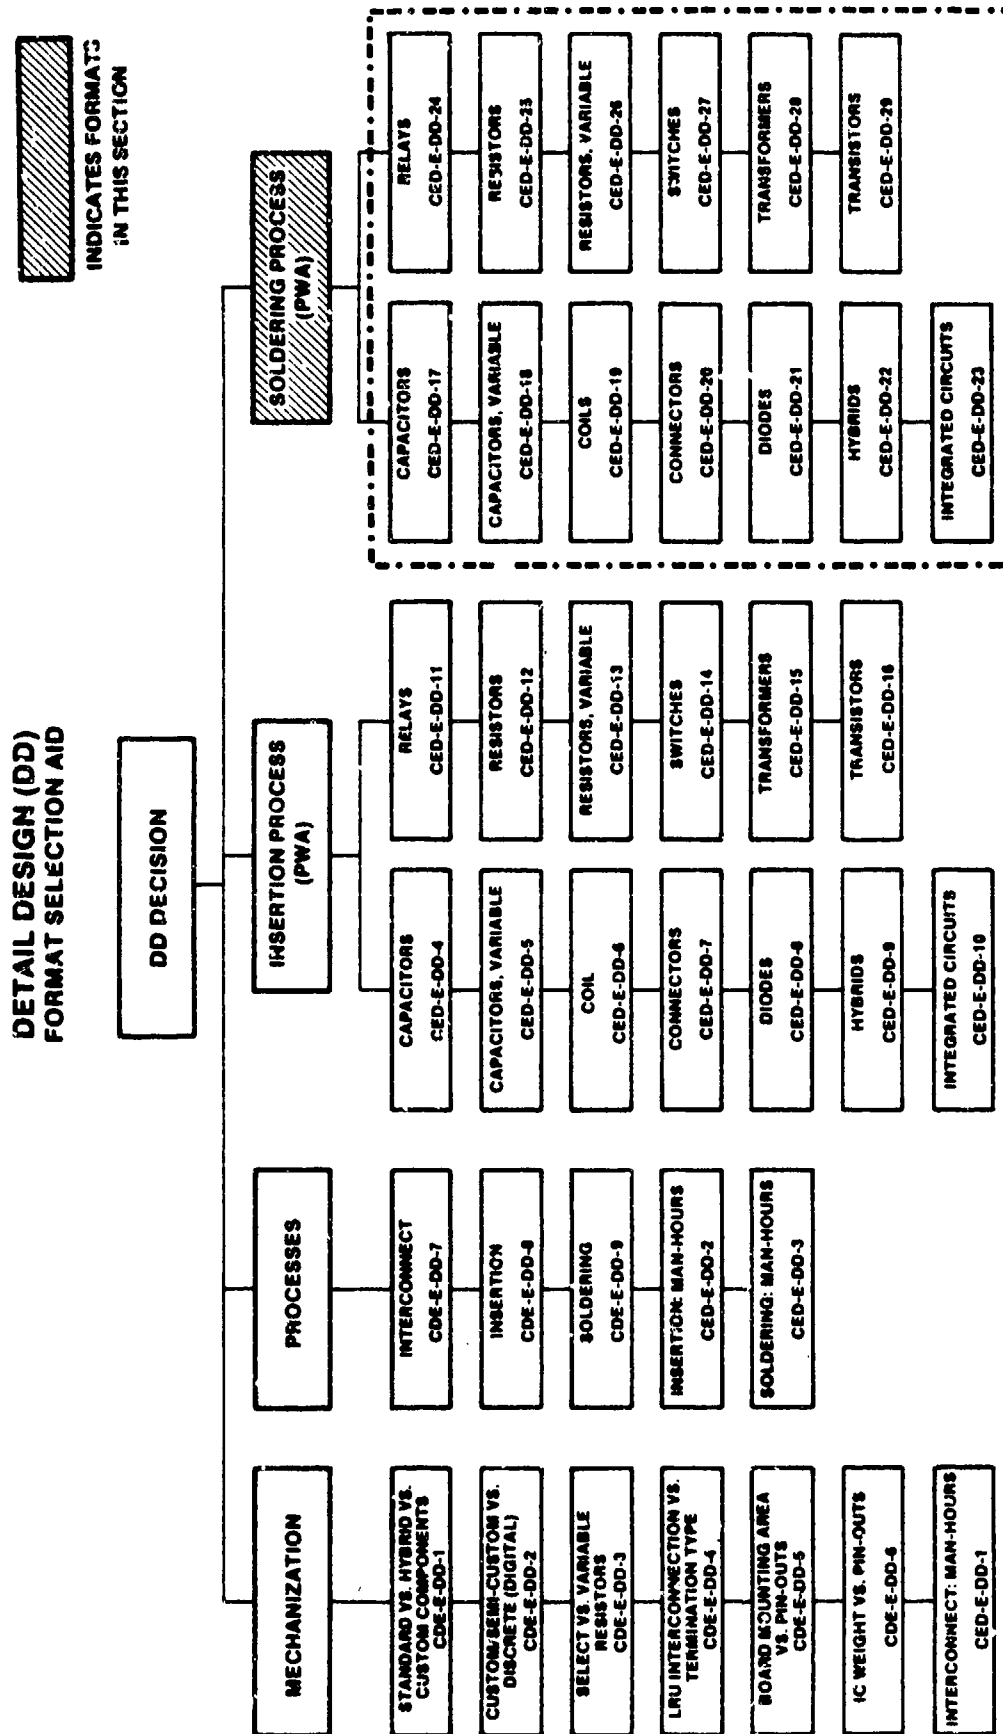 DETAIL DESIGN (DD)
FORMAT SELECTION AID
INDICATES FORMATS
IN THIS SECTION
DD DECISION
MECHANIZATION
STANDARD VS. HYBRID VS.
CUSTOM COMPONENTS
CDE-E-DD-1
CUSTOM/SEMI-CUSTOM VS.
DISCRETE (DIGITAL)
CDE-E-DD-2
SELECT VS. VARIABLE
RESISTORS
CDE-E-DD-3
LRU INTERCONNECTION VS.
TERMINATION TYPE
CDE-E-DD-4
BOARD MOUNTING AREA
VS. PIN-OUTS
CDE-E-DD-5
IC WEIGHT VS. PIN-OUTS
CDE-E-DD-6
INTERCONNECT: MAN-HOURS
CED-E-DD-1
PROCESSES
INTERCONNECT
CDE-E-DD-7
INSERTION
CDE-E-DD-8
SOLDERING
CDE-E-DD-9
INSERTION: MAN-HOURS
CED-E-DD-2
SOLDERING: MAN-HOURS
CED-E-DD-3
INSERTION PROCESS
(PWA)
CAPACITORS
CED-E-DD-4
CAPACITORS, VARIABLE
CED-E-DD-5
COIL
CED-E-DD-6
CONNECTORS
CED-E-DD-7
DIODES
CED-E-DD-8
HYBRIDS
CED-E-DD-9
INTEGRATED CIRCUITS
CED-E-DD-10
RELAYS
CED-E-DD-11
RESISTORS
CED-E-DD-12
RESISTORS, VARIABLE
CED-E-DD-13
SWITCHES
CED-E-DD-14
TRANSFORMERS
CED-E-DD-15
TRANSISTORS
CED-E-DD-16
SOLDERING PROCESS
(PWA)
CAPACITORS
CED-E-DD-17
CAPACITORS, VARIABLE
CED-E-DD-18
COILS
CED-E-DD-19
CONNECTORS
CED-E-DD-20
DIODES
CED-E-DD-21
HYBRIDS
CED-E-DD-22
INTEGRATED CIRCUITS
CED-E-DD-23
RELAYS
CED-E-DD-24
RESISTORS
CED-E-DD-25
RESISTORS, VARIABLE
CED-E-DD-26
SWITCHES
CED-E-DD-27
TRANSFORMERS
CED-E-DD-28
TRANSISTORS
CED-E-DD-29